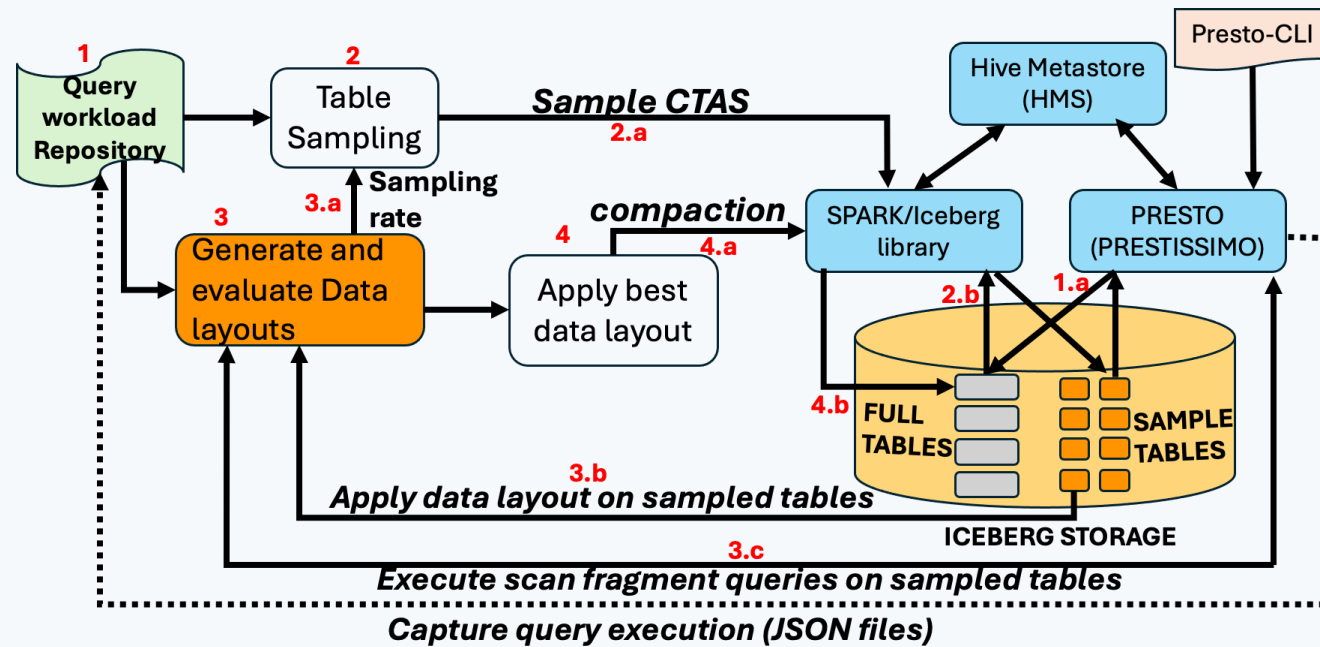 Presto-CLI
1
Query
workload
Repository
2
Table
Sampling
Sample CTAS
2.a
Hive Metastore
(HMS)
3.a
Sampling
rate
3
Generate and
evaluate Data
layouts
4
compaction
4.a
Apply best
data layout
SPARK/Iceberg
library
PRESTO
(PRESTISSIMO)
2.b
1.a
4.b
FULL
TABLES
SAMPLE
TABLES
3.b
Apply data layout on sampled tables
ICEBERG STORAGE
3.c
Execute scan fragment queries on sampled tables
Capture query execution (JSON files)